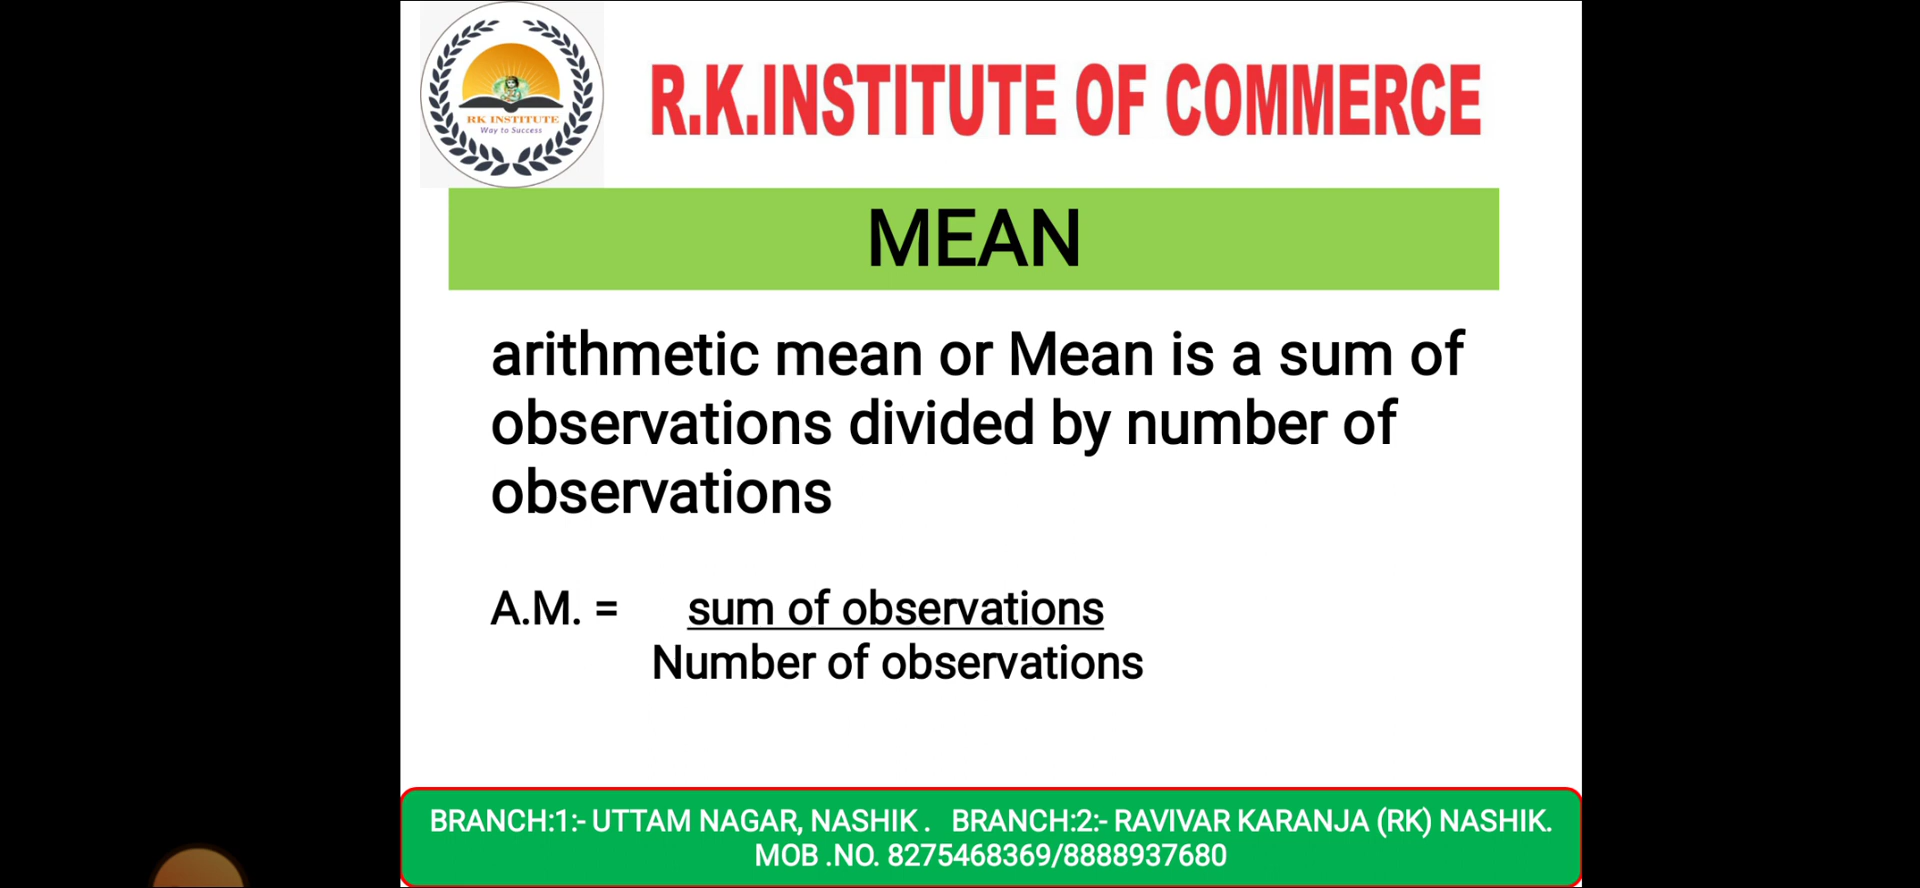 RK INSTITUTE
Way to Success
R.K.INSTITUTE OF COMMERCE
MEAN
arithmetic mean or Mean is a sum of
observations divided by number of
observations
A.M. = sum of observations
Number of observations
BRANCH:1:- UTTAM NAGAR, NASHIK . BRANCH:2:- RAVIVAR KARANJA (RK) NASHIK.
MOB .NO. 8275468369/8888937680